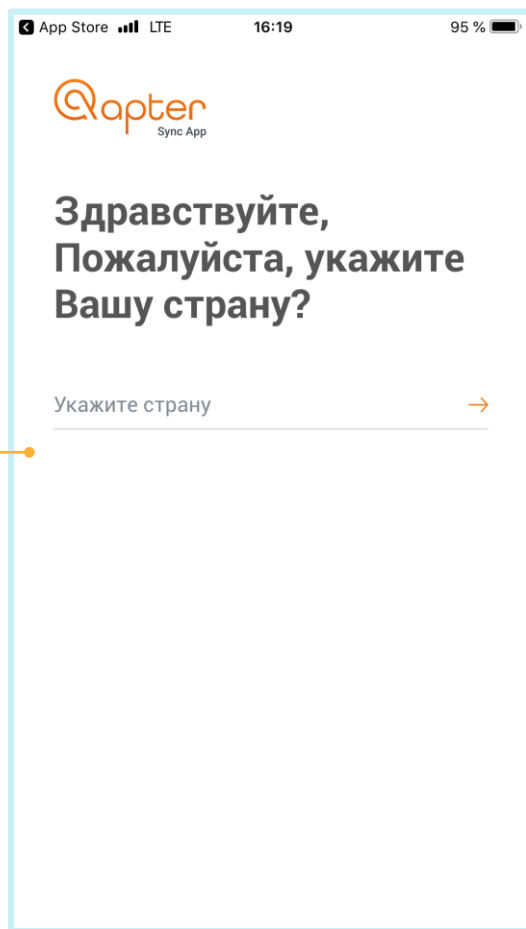 App Store LTE 16:19 95 %
Qapter
Sync App
Здравствуйте,
Пожалуйста, укажите
Вашу страну?
Укажите страну